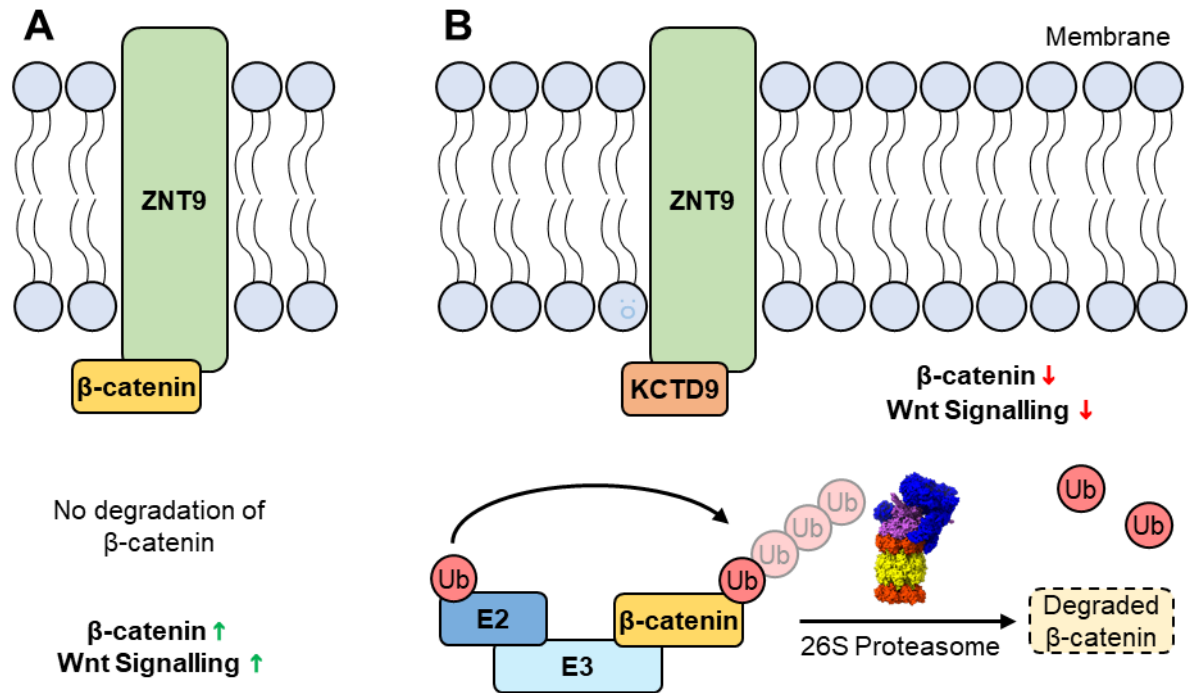 A
ZNT9
β-catenin
No degradation of
β-catenin
β-catenin ↑
Wnt Signalling ↑
B
Membrane
ZNT9
KCTD9
β-catenin ↓
Wnt Signalling ↓
Ub
E2
E3
β-catenin
Ub
Ub
Ub
Ub
26S Proteasome
Ub
Ub
Degraded
β-catenin